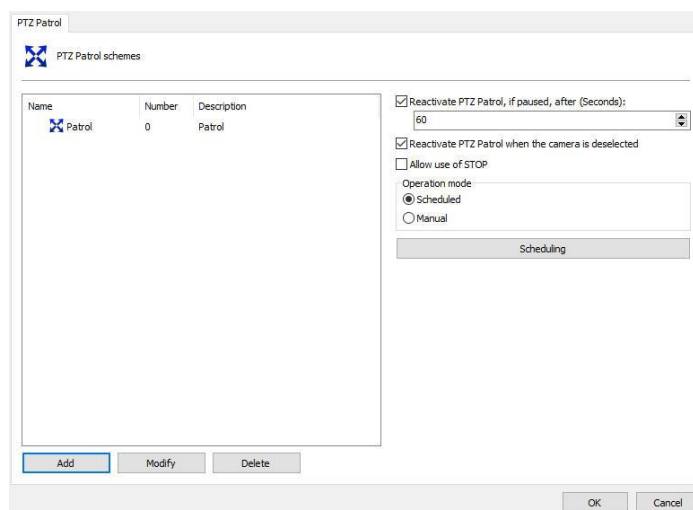 PTZ Patrol
PTZ Patrol schemes
Name Number Description
Patrol 0 Patrol
Reactivate PTZ Patrol, if paused, after (Seconds):
60
Reactivate PTZ Patrol when the camera is deselected
Allow use of STOP
Operation mode
Scheduled
Manual
Scheduling
Add Modify Delete
OK Cancel